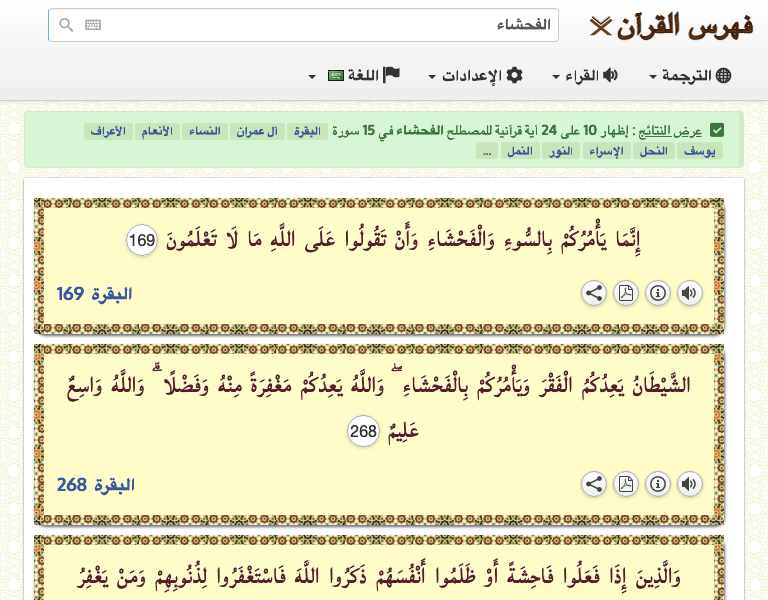 فهرس القرآن
الفحشاء
الترجمة القراء الإعدادات اللغة
عرض النتائج : إظهار 10 على 24 آية قرآنية للمصطلح الفحشاء في 15 سورة البقرة آل عمران النساء الأنعام الأعراف
يوسف النحل الإسراء النور النمل ...
إِنَّمَا يَأْمُرُكُمْ بِالسُّوءِ وَالْفَحْشَاءِ وَأَنْ تَقُولُوا عَلَى اللَّهِ مَا لَا تَعْلَمُونَ 169
البقرة 169
الشَّيْطَانُ يَعِدُكُمُ الْفَقْرَ وَيَأْمُرُكُمْ بِالْفَحْشَاءِ ۖ وَاللَّهُ يَعِدُكُمْ مَغْفِرَةً مِنْهُ وَفَضْلًا ۗ وَاللَّهُ وَاسِعٌ
عَلِيمٌ 268
البقرة 268
وَالَّذِينَ إِذَا فَعَلُوا فَاحِشَةً أَوْ ظَلَمُوا أَنْفُسَهُمْ ذَكَرُوا اللَّهَ فَاسْتَغْفَرُوا لِذُنُوبِهِمْ وَمَنْ يَغْفِرُ